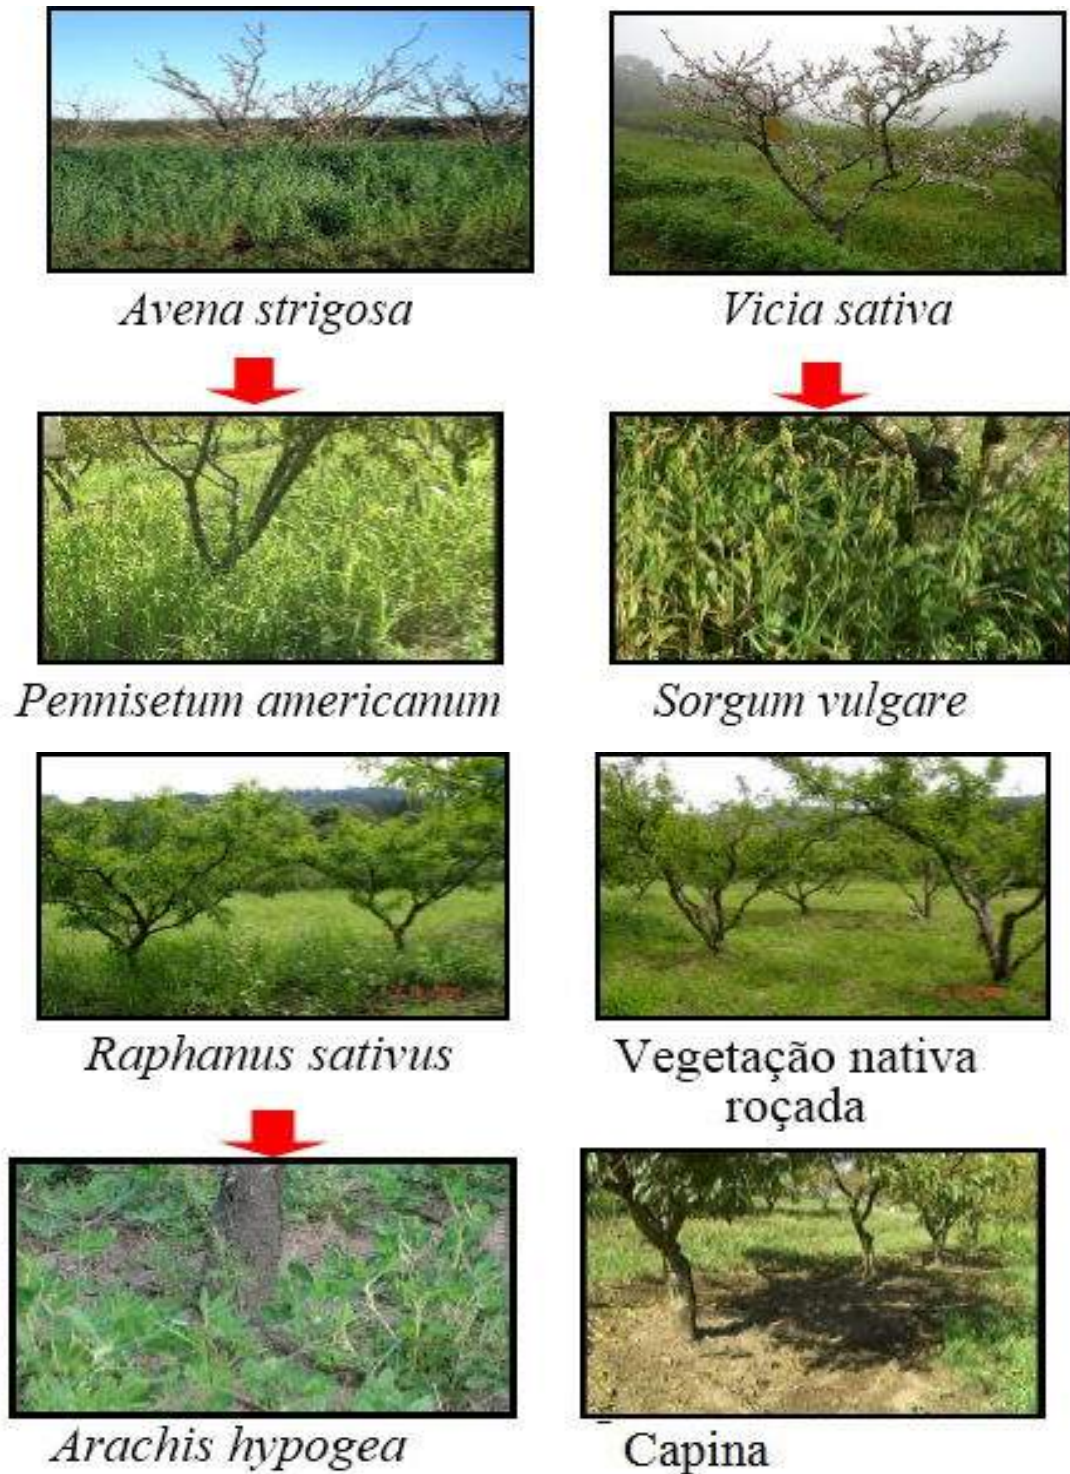 Avena strigosa
Vicia sativa
Pennisetum americanum
Sorgum vulgare
Raphanus sativus
Vegetação nativa
roçada
Arachis hypogea
Capina